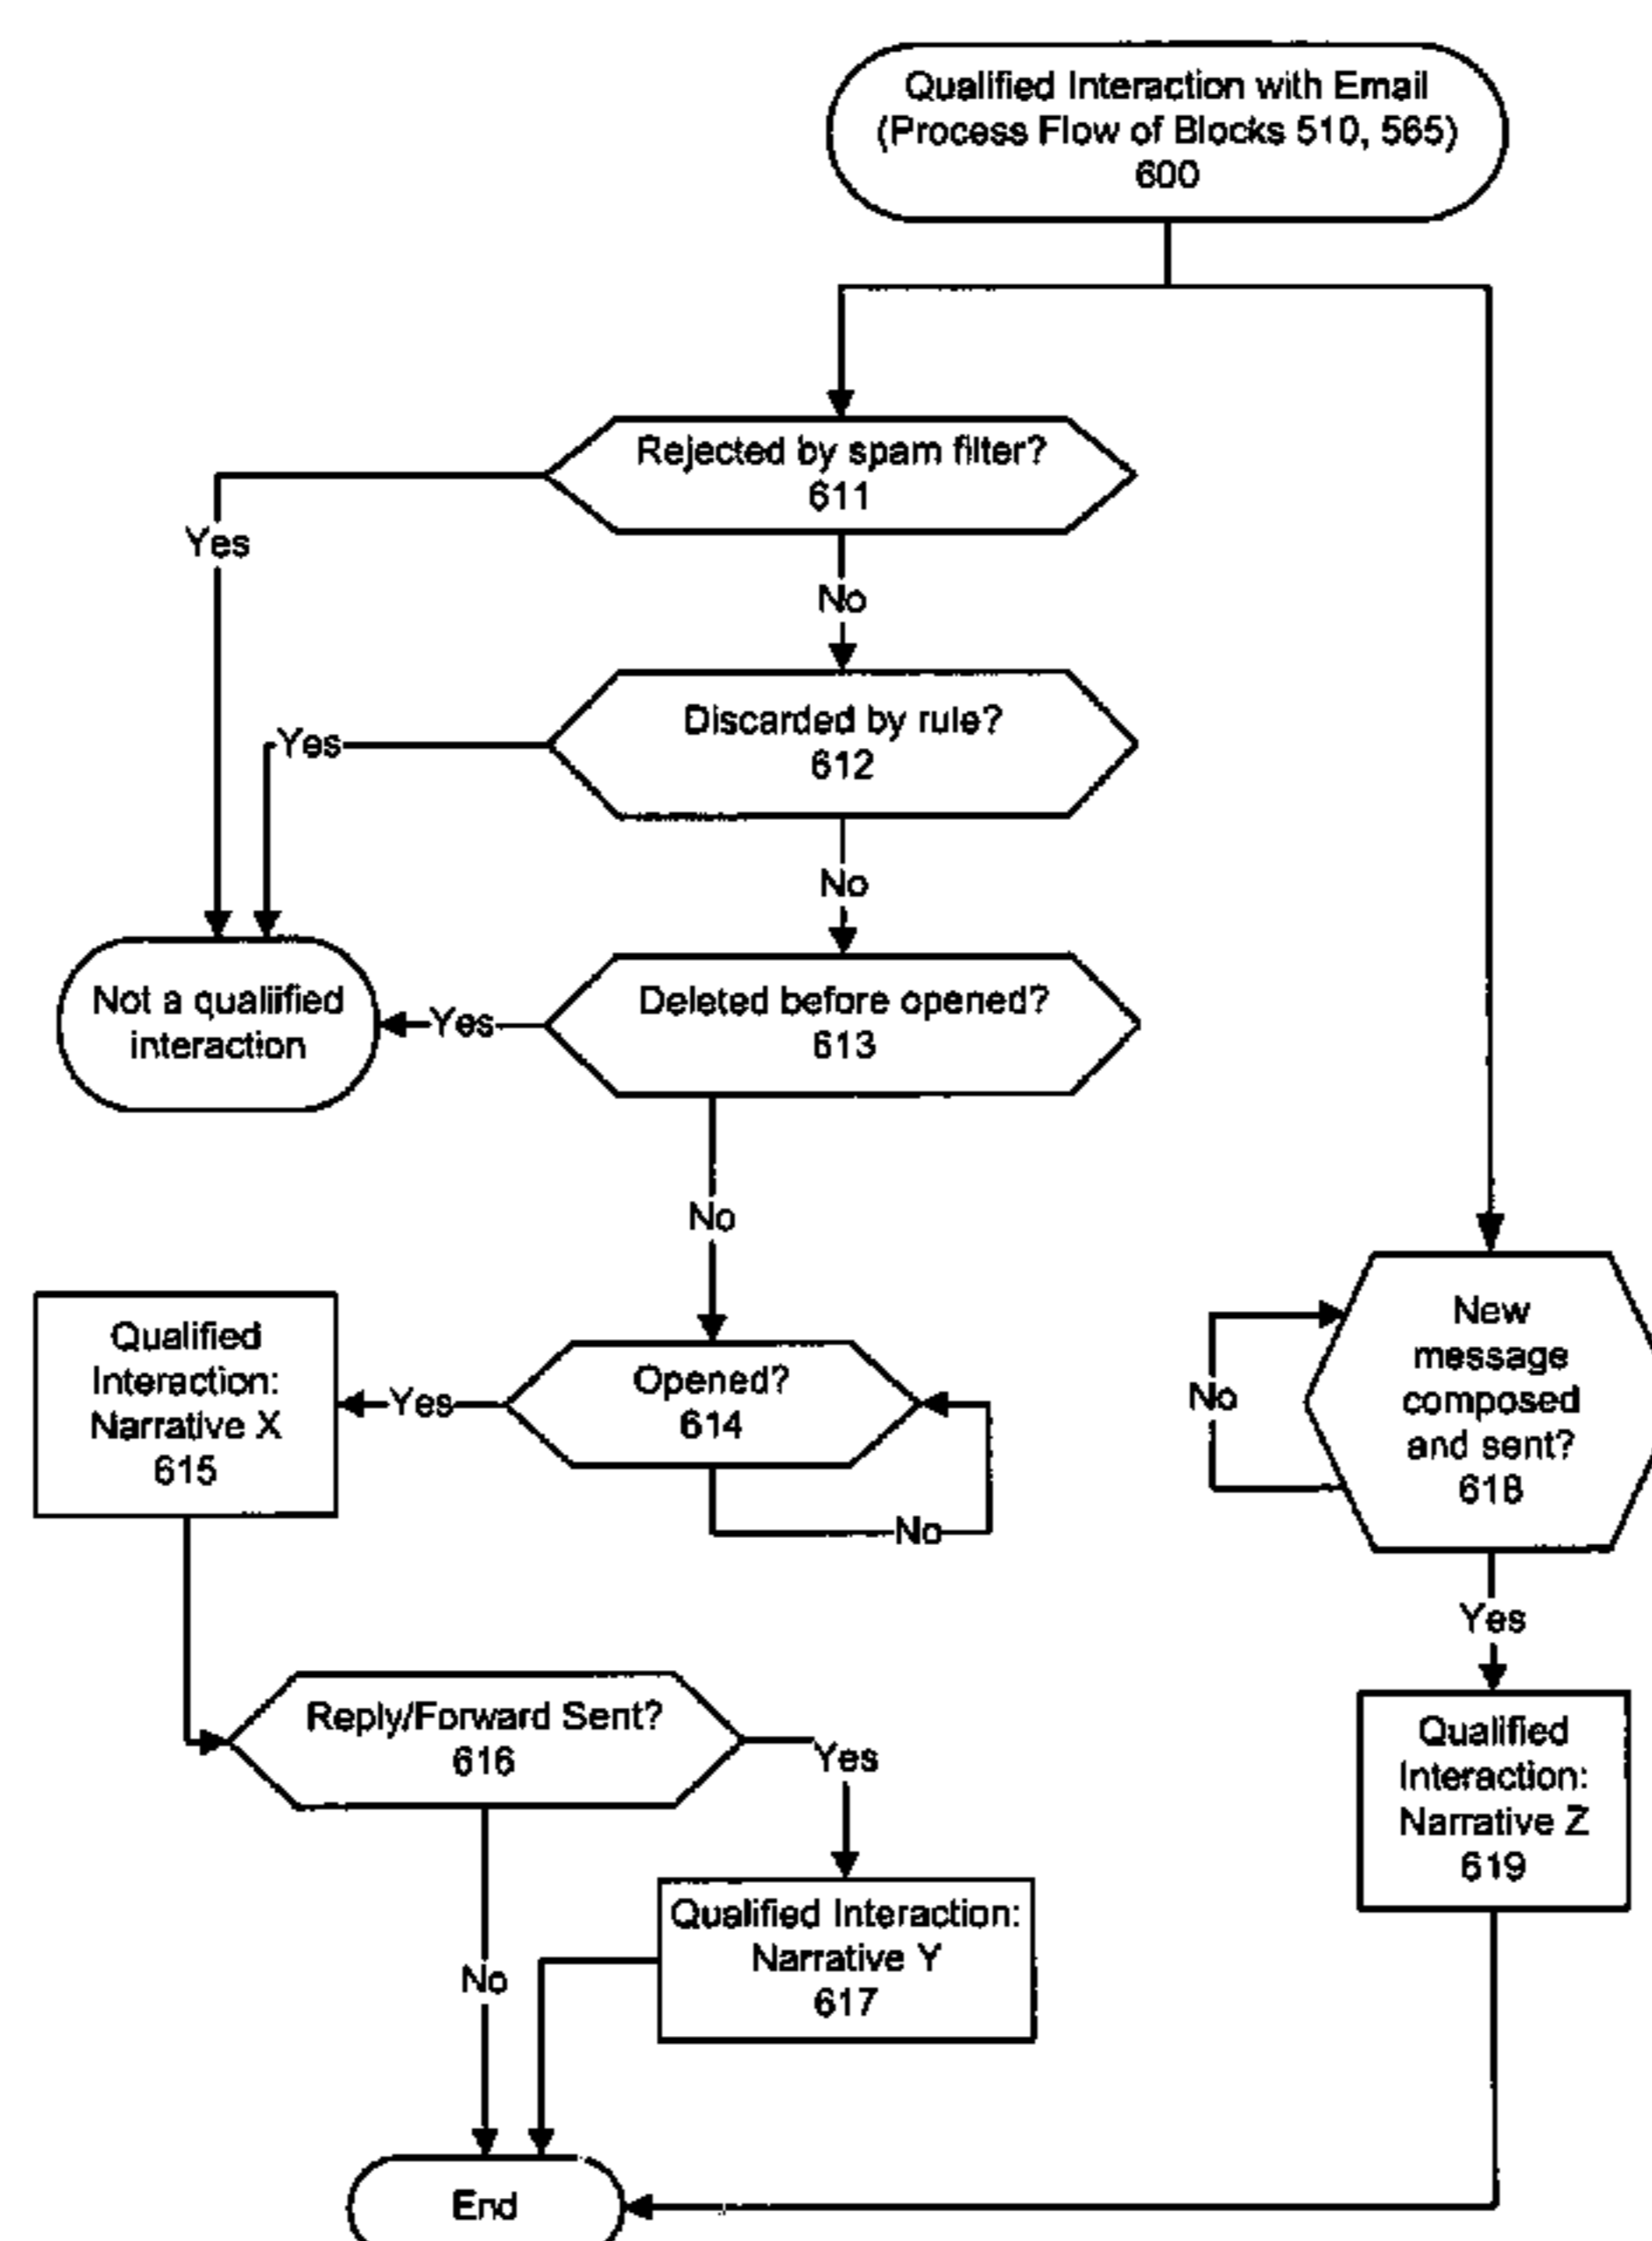 Qualified Interaction with Email
(Process Flow of Blocks 510, 565)
600
Rejected by spam filter?
611
Yes
No
Discarded by rule?
612
Yes
No
Not a qualiified
interaction
Yes
Deleted before opened?
613
No
Qualified
Interaction:
Narrative X
615
Yes
Opened?
614
No
New
message
composed
and sent?
618
No
Yes
Reply/Forward Sent?
616
Yes
No
Qualified Interaction:
Narrative Y
617
Qualified
Interaction:
Narrative Z
619
End